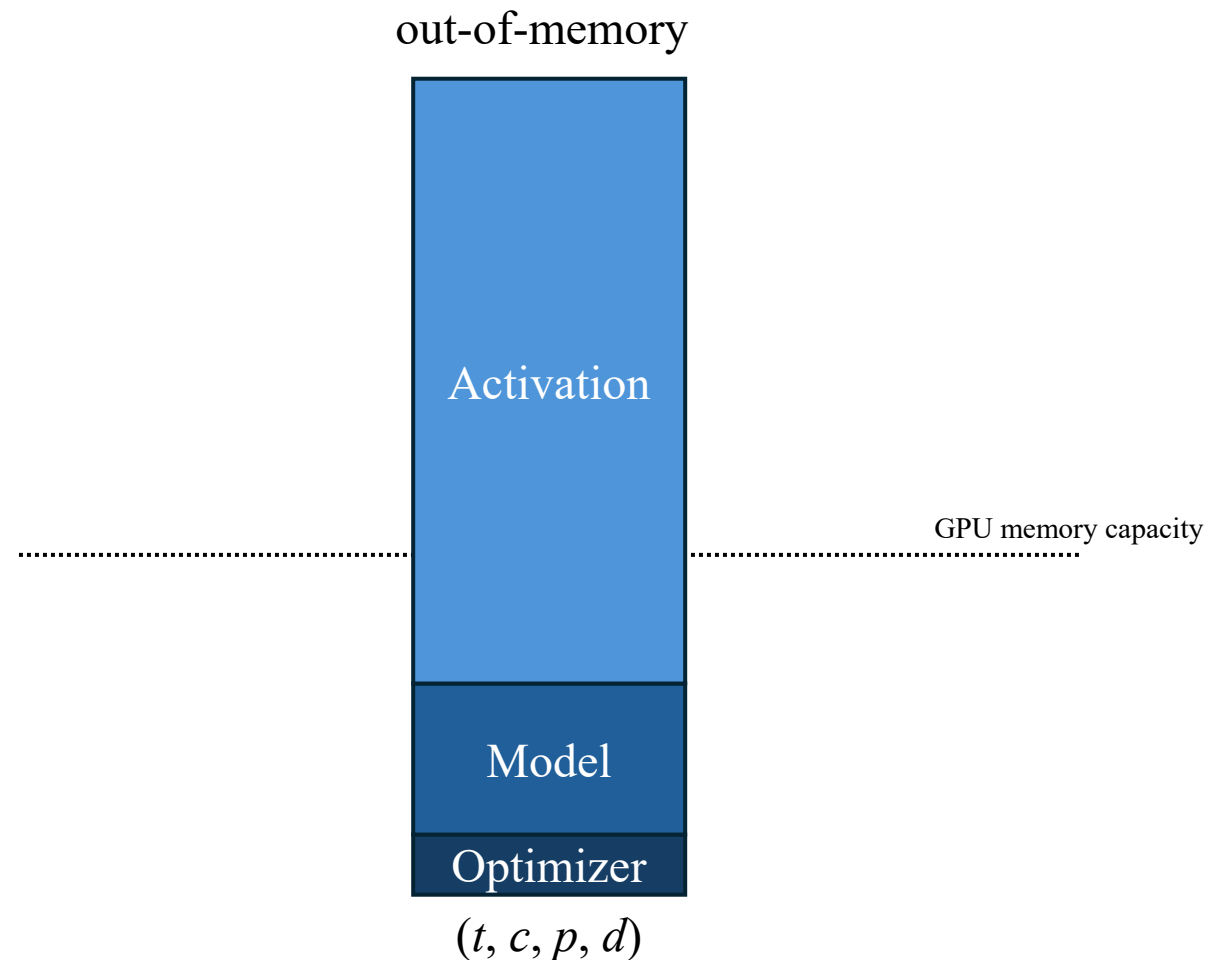 out-of-memory
Activation
GPU memory capacity
Model
Optimizer
(t, c, p, d)